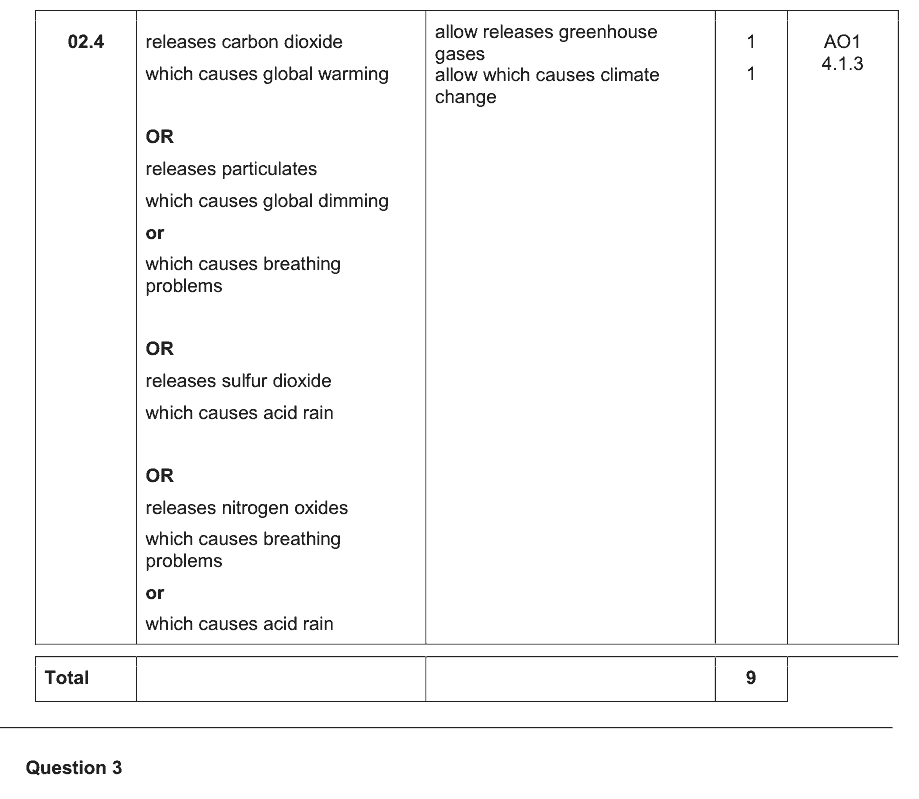 02.4
releases carbon dioxide
which causes global warming
OR
releases particulates
which causes global dimming
or
which causes breathing
problems
OR
releases sulfur dioxide
which causes acid rain
OR
releases nitrogen oxides
which causes breathing
problems
or
which causes acid rain
allow releases greenhouse
gases
allow which causes climate
change
1
1
AO1
4.1.3
Total
9
Question 3